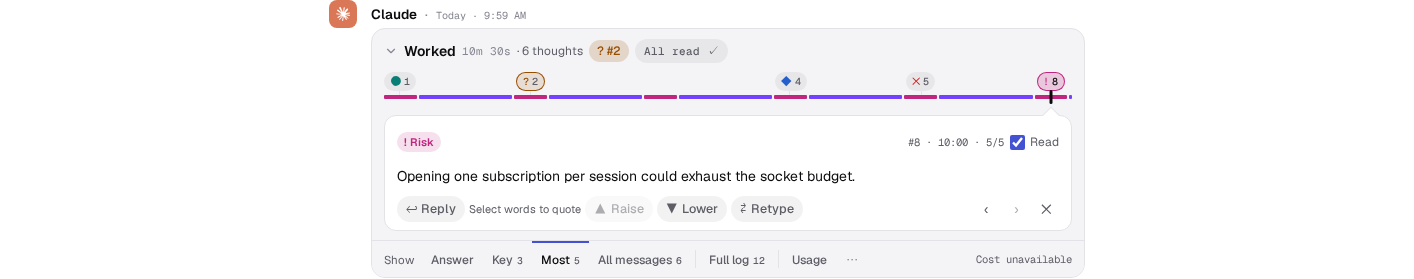 Claude · Today · 9:59 AM
Worked 10m 30s · 6 thoughts ? #2 All read ✓
1 ? 2 4 ✕ 5 ! 8
! Risk #8 · 10:00 · 5/5 Read
Opening one subscription per session could exhaust the socket budget.
↩ Reply Select words to quote ▲ Raise ▼ Lower ⇄ Retype ‹ › ✕
Show Answer Key 3 Most 5 All messages 6 Full log 12 Usage ··· Cost unavailable